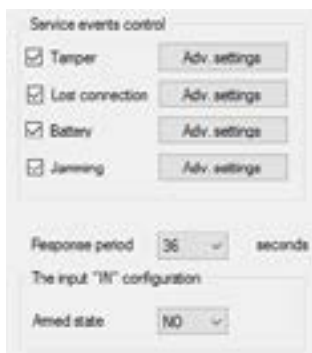 Service events control
Tamper Adv. settings
Lost connection Adv. settings
Battery Adv. settings
Jamming Adv. settings
Response period 36 seconds
The input "IN" configuration
Armed state NO